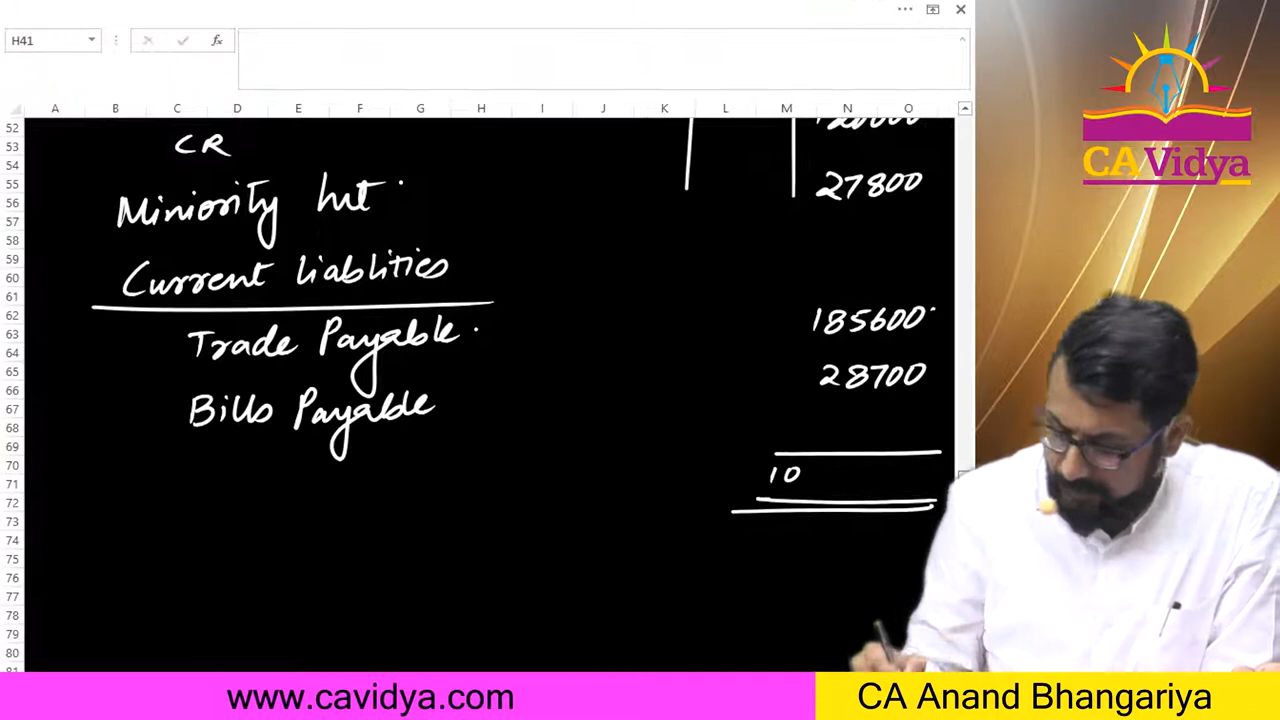 H41
fx
A B C D E F G H I J K L M N O
52
53 CR
54
55 27800
56 Miniority Int.
57
58
59
60 Current liablities
61
62 185600
63 Trade Payable
64
65 28700
66
67 Bills Payable
68
69
70
71 10
72
73
74
75
76
77
78
79
80
CA Vidya
www.cavidya.com
CA Anand Bhangariya